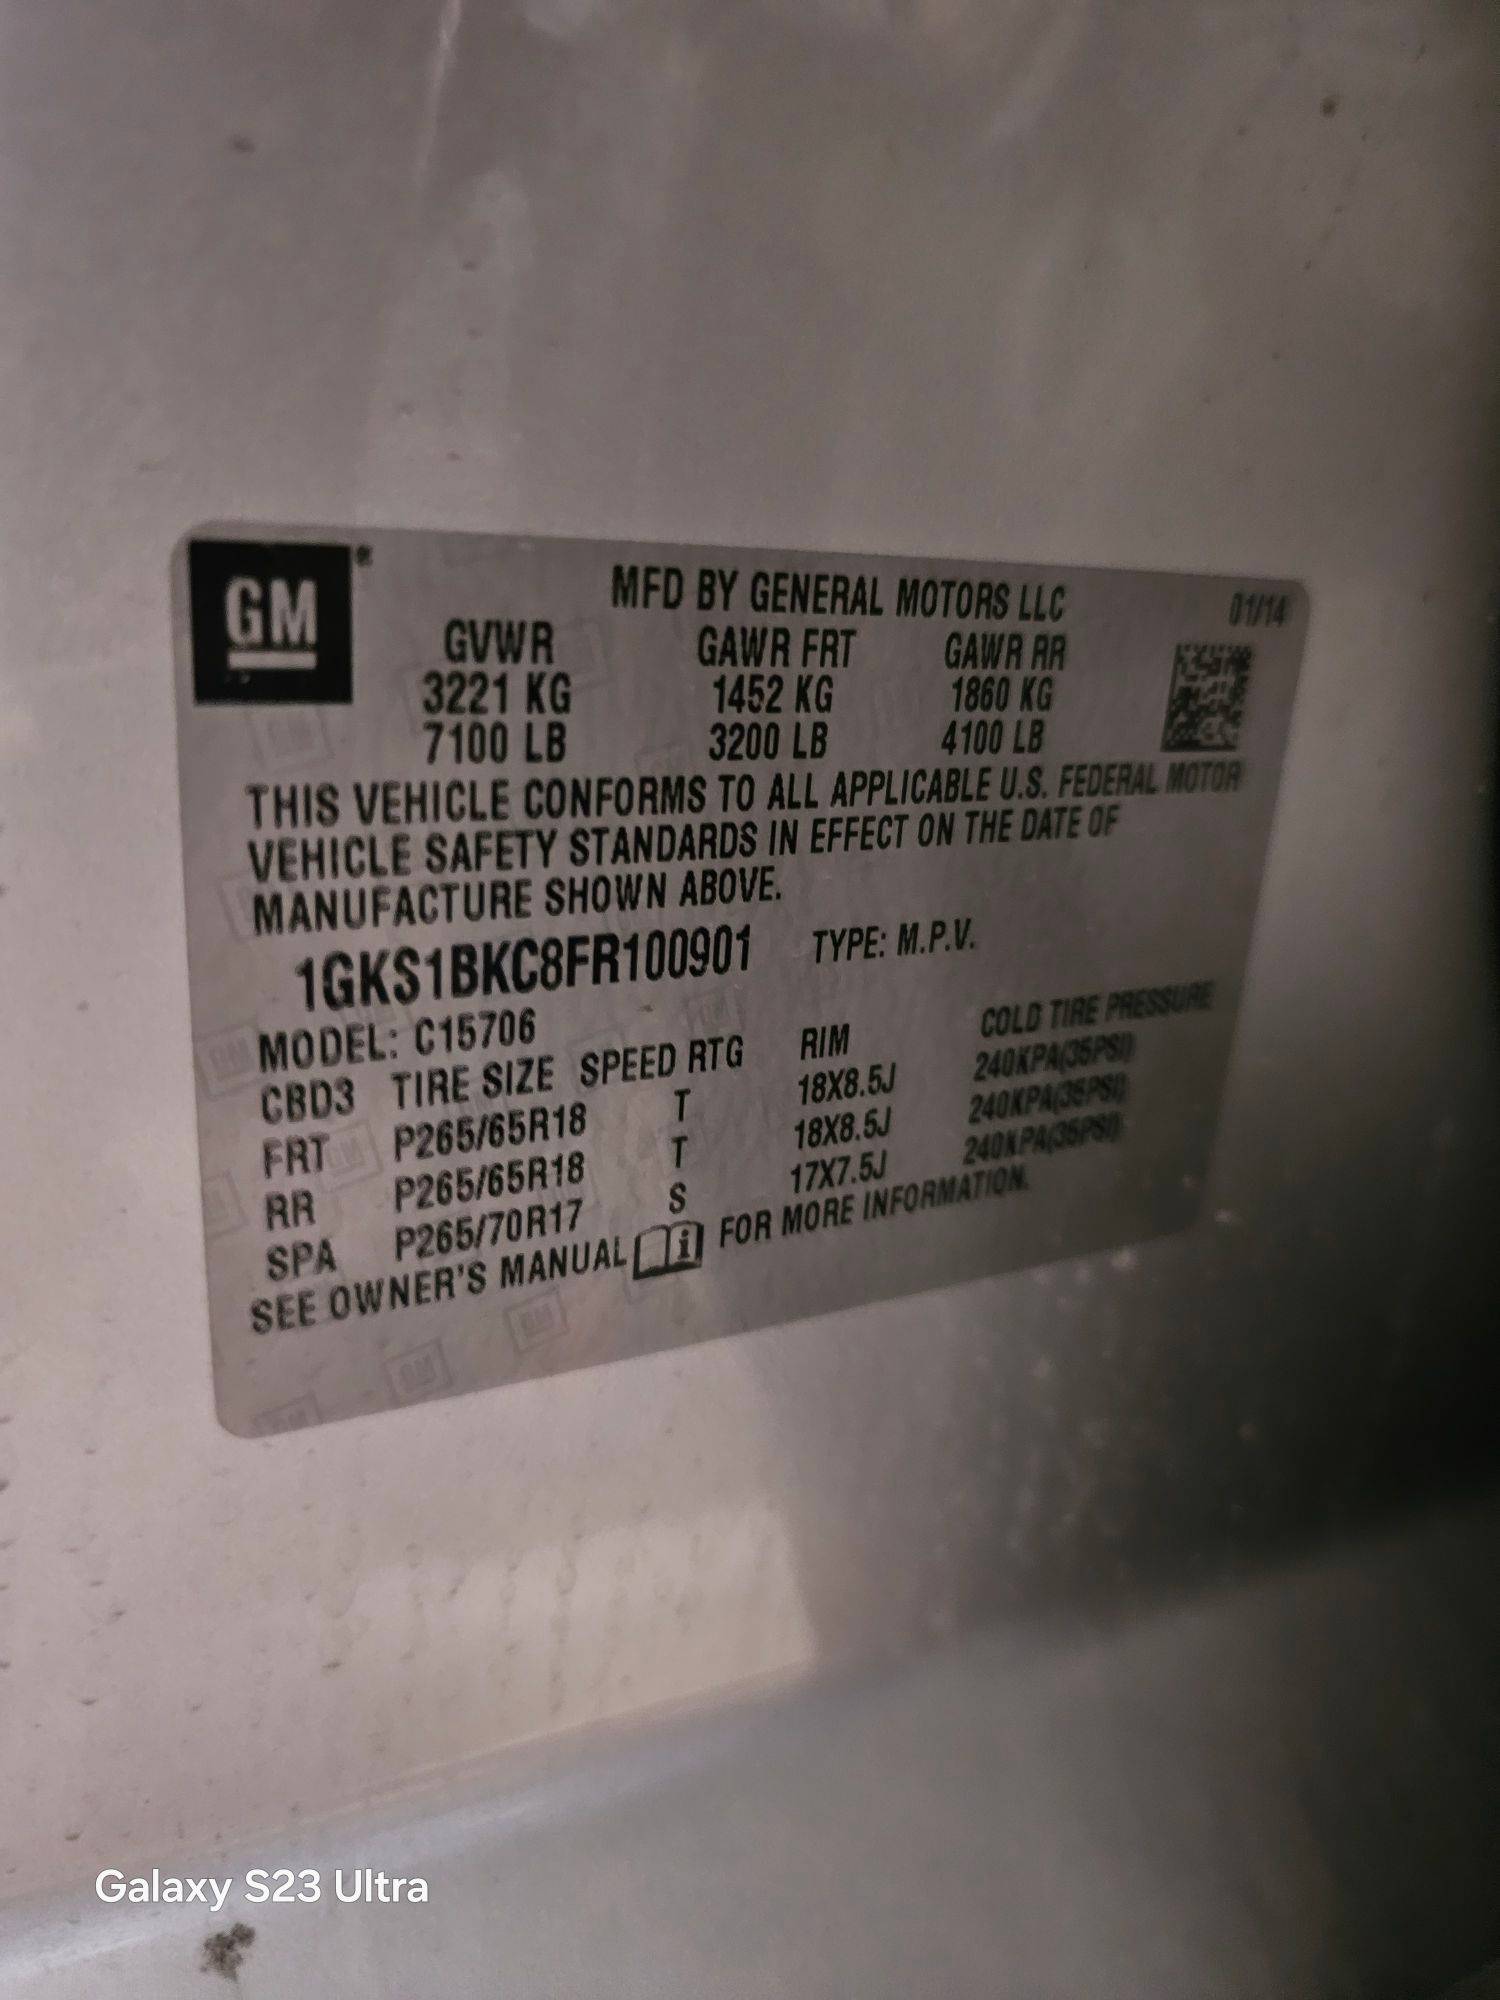 GM®
MFD BY GENERAL MOTORS LLC 01/14
GVWR GAWR FRT GAWR RR
3221 KG 1452 KG 1860 KG
7100 LB 3200 LB 4100 LB
THIS VEHICLE CONFORMS TO ALL APPLICABLE U.S. FEDERAL MOTOR
VEHICLE SAFETY STANDARDS IN EFFECT ON THE DATE OF
MANUFACTURE SHOWN ABOVE.
1GKS1BKC8FR100901 TYPE: M.P.V.
MODEL: C15706
CBD3 TIRE SIZE SPEED RTG RIM COLD TIRE PRESSURE
FRT P265/65R18 T 18X8.5J 240KPA(35PSI)
RR P265/65R18 T 18X8.5J 240KPA(35PSI)
SPA P265/70R17 S 17X7.5J 240KPA(35PSI)
SEE OWNER'S MANUAL i FOR MORE INFORMATION.
Galaxy S23 Ultra